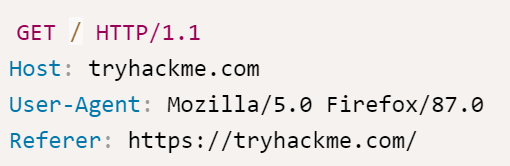 GET / HTTP/1.1
Host: tryhackme.com
User-Agent: Mozilla/5.0 Firefox/87.0
Referer: https://tryhackme.com/